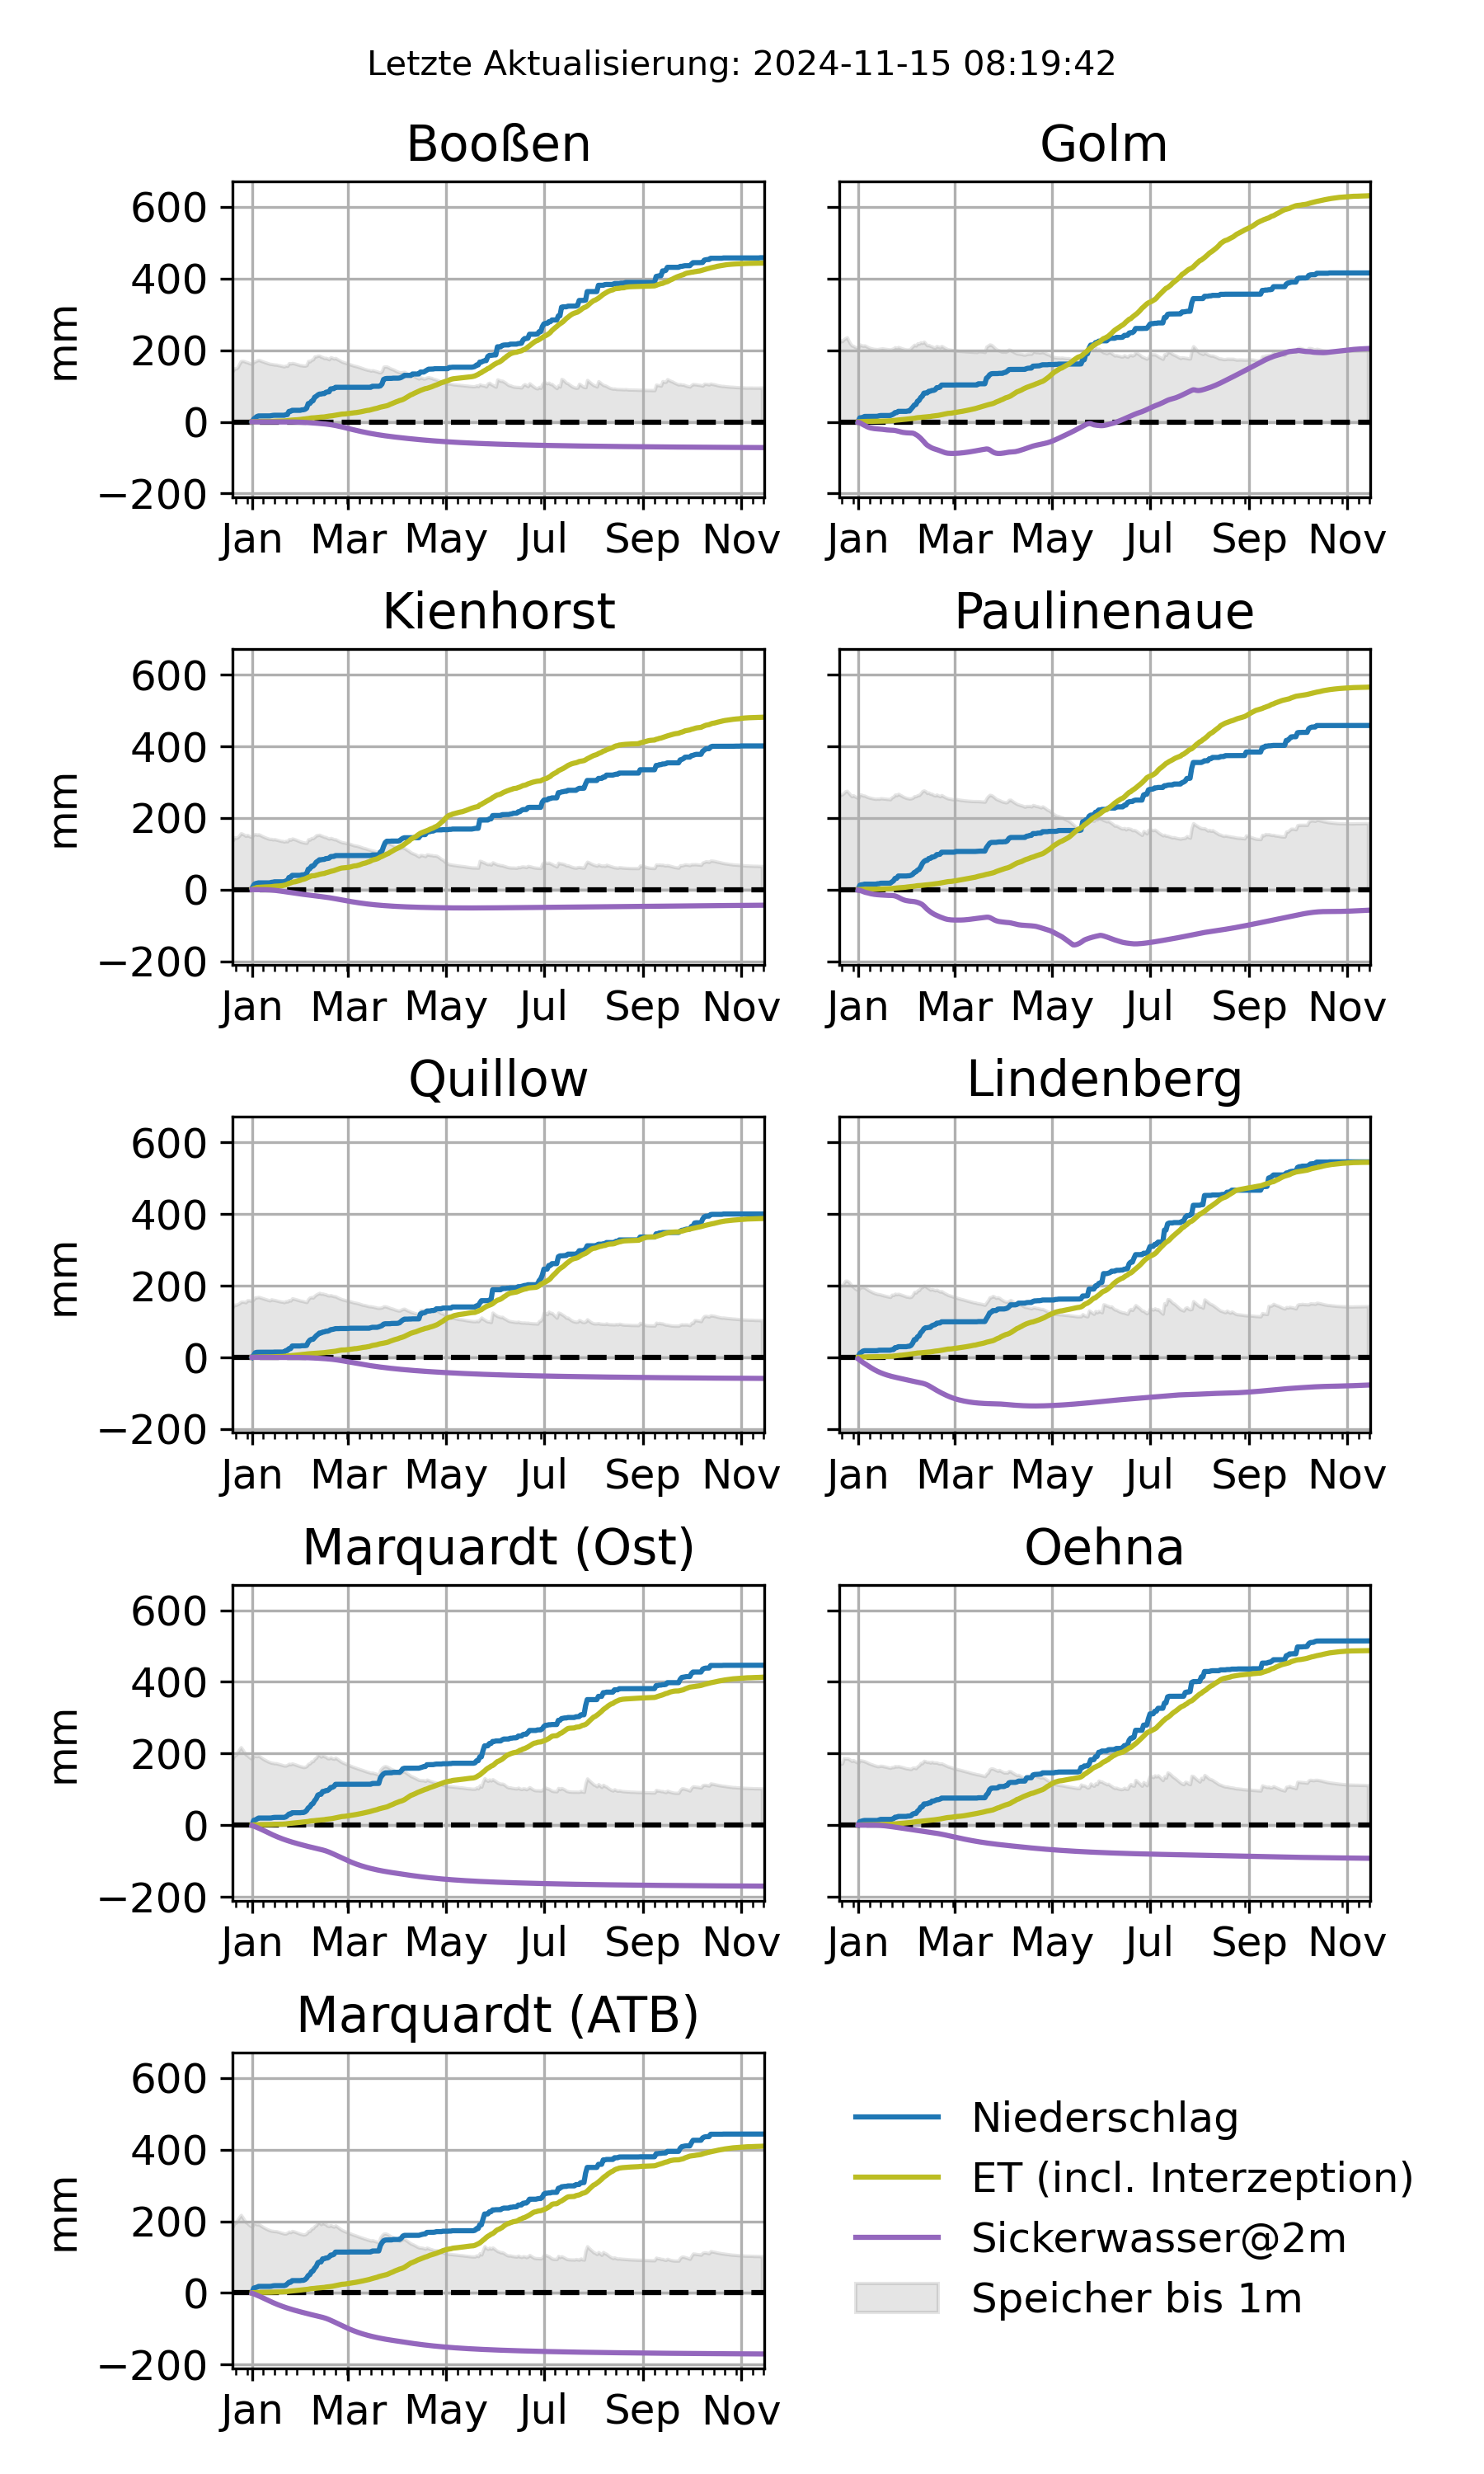 Letzte Aktualisierung: 2024-11-15 08:19:42
Booßen
Golm
600
400
200
0
−200
mm
Jan Mar May Jul Sep Nov
Jan Mar May Jul Sep Nov
Kienhorst
Paulinenaue
600
400
200
0
−200
mm
Jan Mar May Jul Sep Nov
Jan Mar May Jul Sep Nov
Quillow
Lindenberg
600
400
200
0
−200
mm
Jan Mar May Jul Sep Nov
Jan Mar May Jul Sep Nov
Marquardt (Ost)
Oehna
600
400
200
0
−200
mm
Jan Mar May Jul Sep Nov
Jan Mar May Jul Sep Nov
Marquardt (ATB)
600
400
200
0
−200
mm
Jan Mar May Jul Sep Nov
Niederschlag
ET (incl. Interzeption)
Sickerwasser@2m
Speicher bis 1m